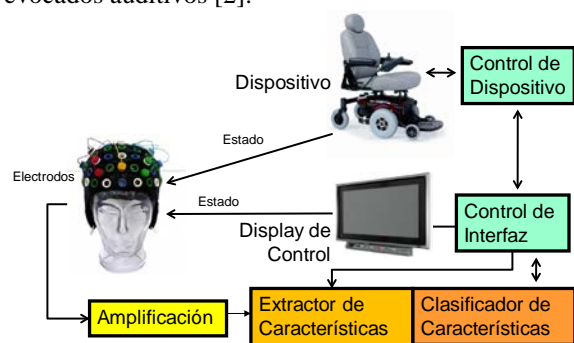 evocados auditivos [2].
Control de
Dispositivo
Dispositivo
Estado
Electrodos
Estado
Display de
Control
Control de
Interfaz
Amplificación
Extractor de
Características
Clasificador de
Características